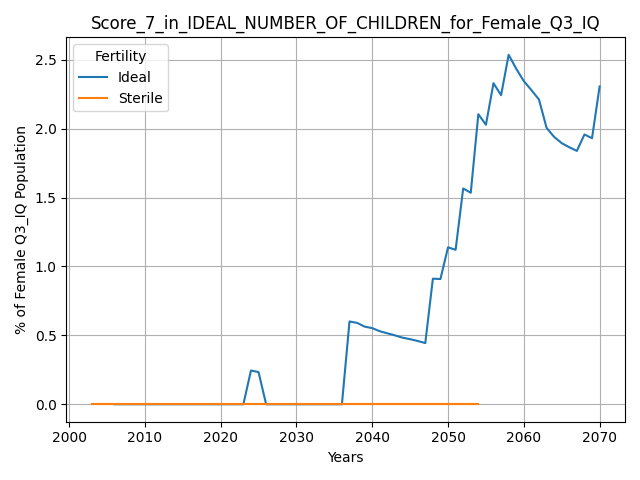 Score_7_in_IDEAL_NUMBER_OF_CHILDREN_for_Female_Q3_IQ
Fertility
Ideal
Sterile
% of Female Q3_IQ Population
2.5
2.0
1.5
1.0
0.5
0.0
2000 2010 2020 2030 2040 2050 2060 2070
Years